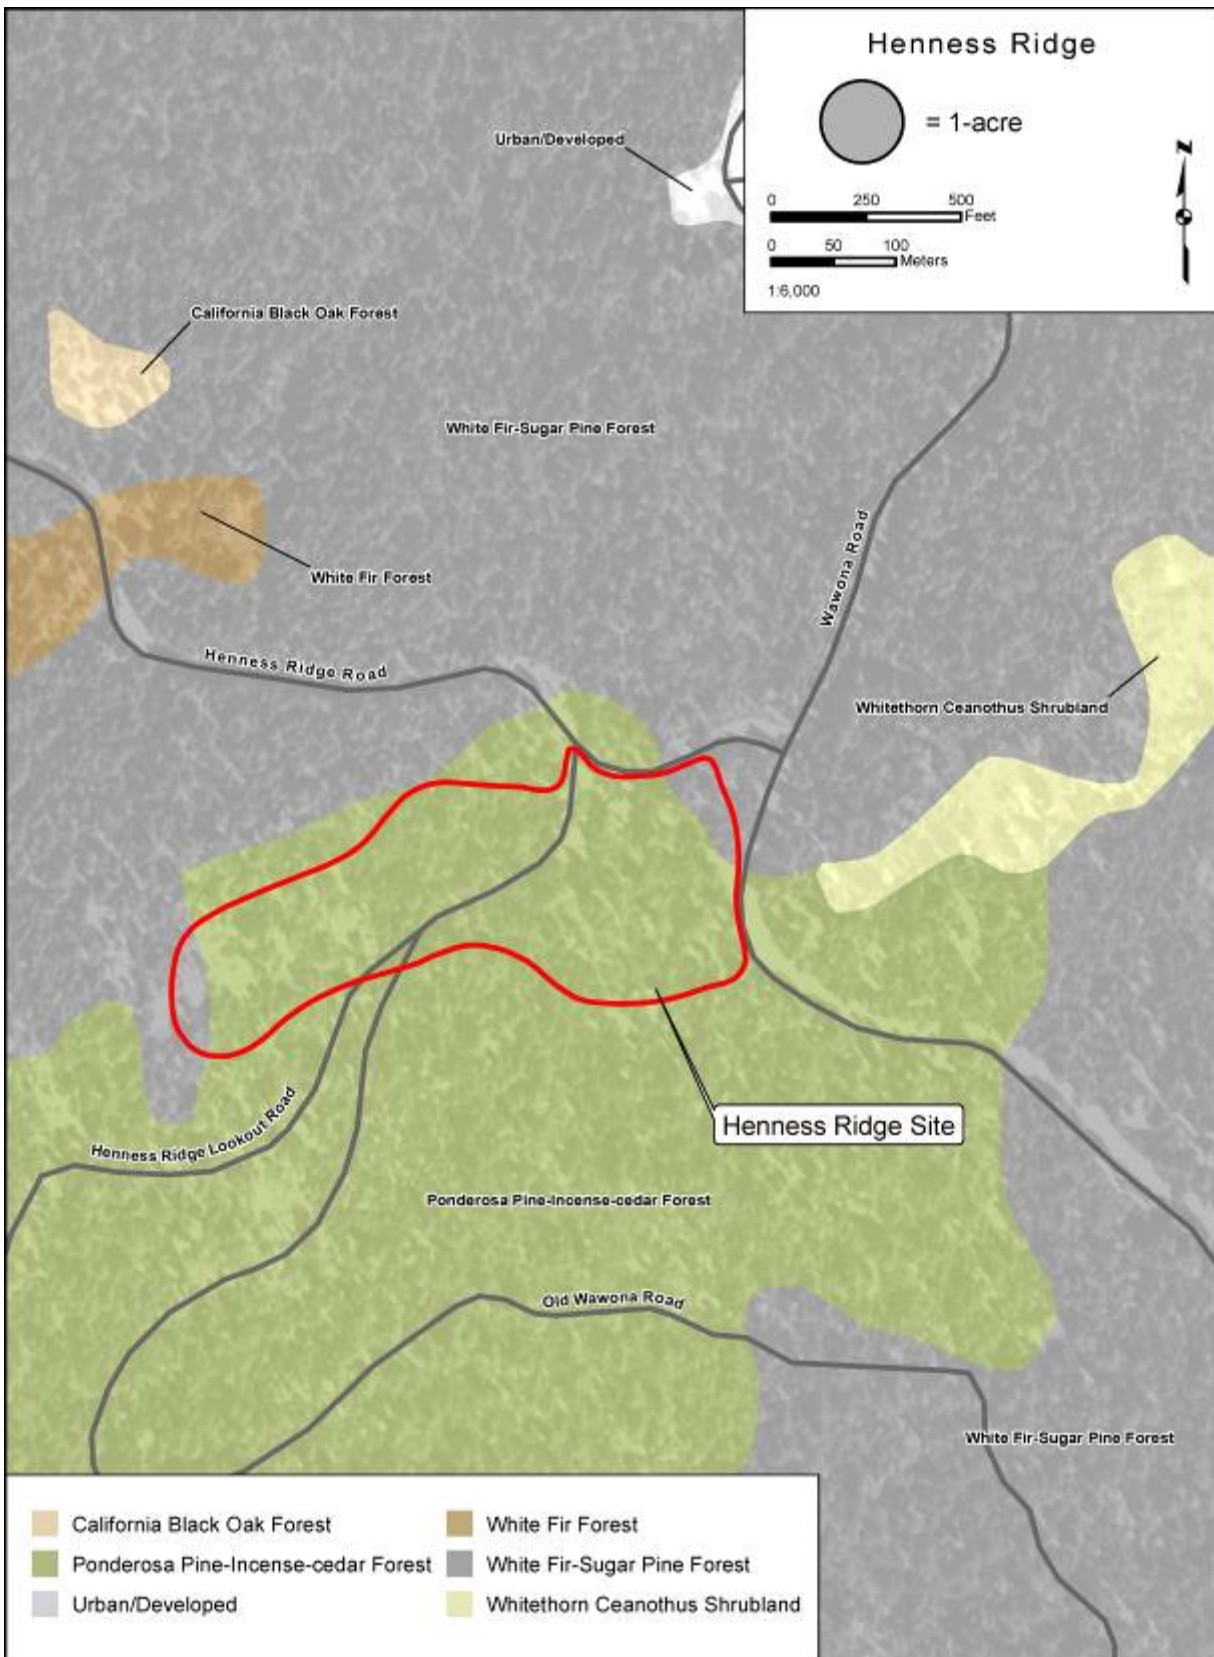 Henness Ridge
= 1-acre
Urban/Developed
N
0 250 500
Feet
0 50 100
Meters
1:6,000
California Black Oak Forest
White Fir-Sugar Pine Forest
Wawona Road
White Fir Forest
Henness Ridge Road
Whitethorn Ceanothus Shrubland
Henness Ridge Site
Henness Ridge Lookout Road
Ponderosa Pine-Incense-cedar Forest
Old Wawona Road
White Fir-Sugar Pine Forest
California Black Oak Forest
Ponderosa Pine-Incense-cedar Forest
Urban/Developed
White Fir Forest
White Fir-Sugar Pine Forest
Whitethorn Ceanothus Shrubland